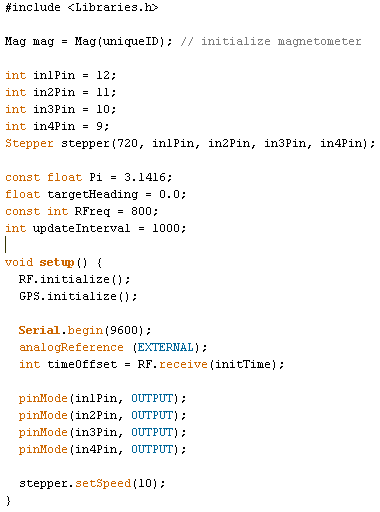 #include <Libraries.h>

Mag mag = Mag(uniqueID); // initialize magnetometer

int in1Pin = 12;
int in2Pin = 11;
int in3Pin = 10;
int in4Pin = 9;
Stepper stepper(720, in1Pin, in2Pin, in3Pin, in4Pin);

const float Pi = 3.1416;
float targetHeading = 0.0;
const int RFreq = 800;
int updateInterval = 1000;

void setup() {
  RF.initialize();
  GPS.initialize();

  Serial.begin(9600);
  analogReference (EXTERNAL);
  int timeOffset = RF.receive(initTime);

  pinMode(in1Pin, OUTPUT);
  pinMode(in2Pin, OUTPUT);
  pinMode(in3Pin, OUTPUT);
  pinMode(in4Pin, OUTPUT);

  stepper.setSpeed(10);
}